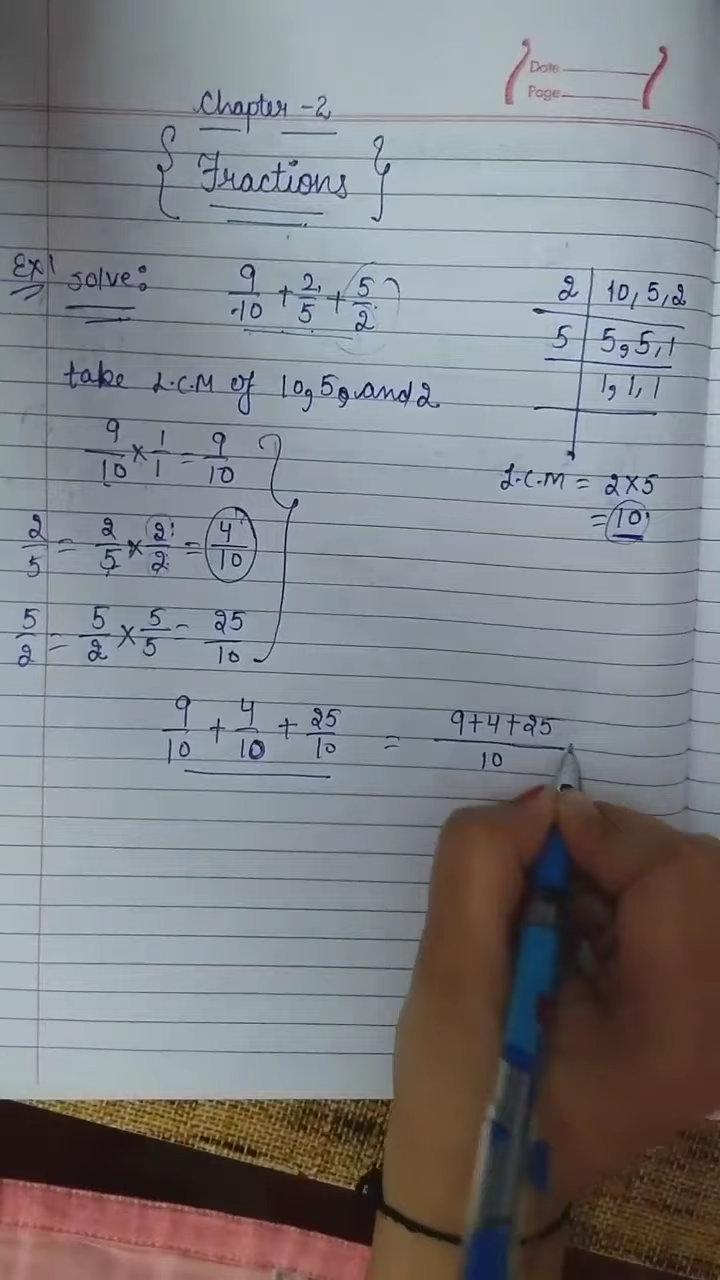 Date
Page
Chapter - 2
Fractions
Ex1 Solve: 9/10 + 2/5 + 5/2
2 | 10, 5, 2
5 | 5, 5, 1
1, 1, 1
take L.C.M of 10, 5, and 2
L.C.M = 2 × 5
= 10
9/10 × 1/1 = 9/10
2/5 = 2/5 × 2/2 = 4/10
5/2 = 5/2 × 5/5 = 25/10
9/10 + 4/10 + 25/10 = 9+4+25/10